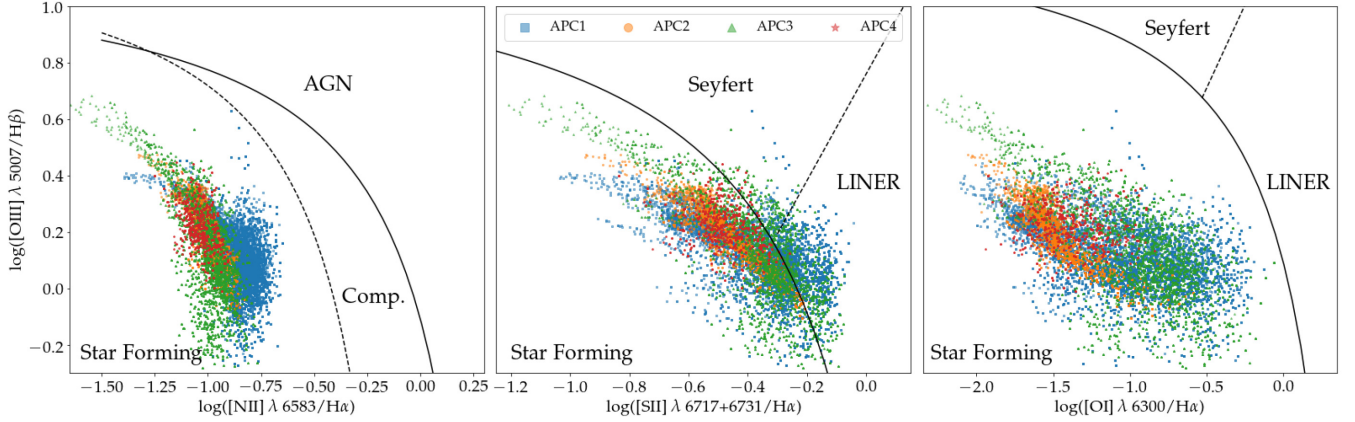 log([OIII] λ 5007/Hβ)
1.0
0.8
0.6
0.4
0.2
0.0
−0.2
AGN
Comp.
Star Forming
−1.50 −1.25 −1.00 −0.75 −0.50 −0.25 0.00 0.25
log([NII] λ 6583/Hα)
APC1 APC2 APC3 APC4
Seyfert
LINER
Star Forming
−1.2 −1.0 −0.8 −0.6 −0.4 −0.2 0.0
log([SII] λ 6717+6731/Hα)
Seyfert
LINER
Star Forming
−2.0 −1.5 −1.0 −0.5 0.0
log([OI] λ 6300/Hα)